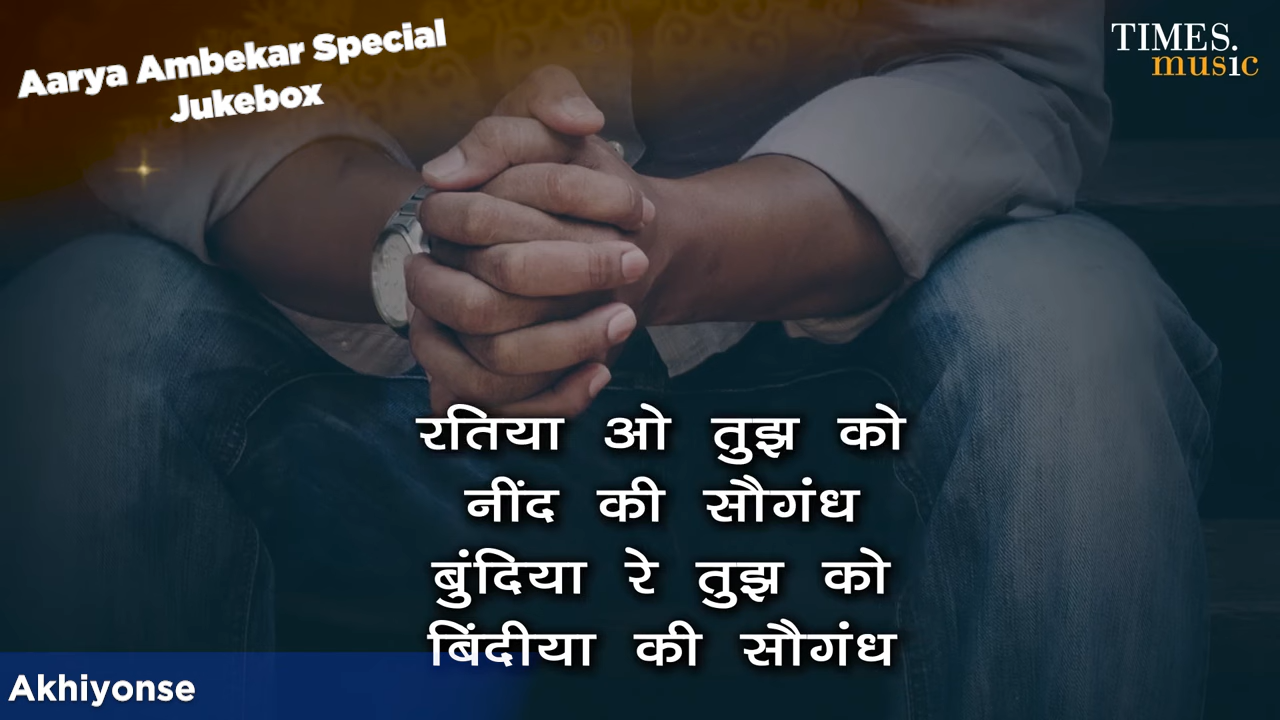 Aarya Ambekar Special
Jukebox
TIMES.
music
रतिया ओ तुझ को
नींद की सौगंध
बुंदिया रे तुझ को
बिंदीया की सौगंध
Akhiyonse